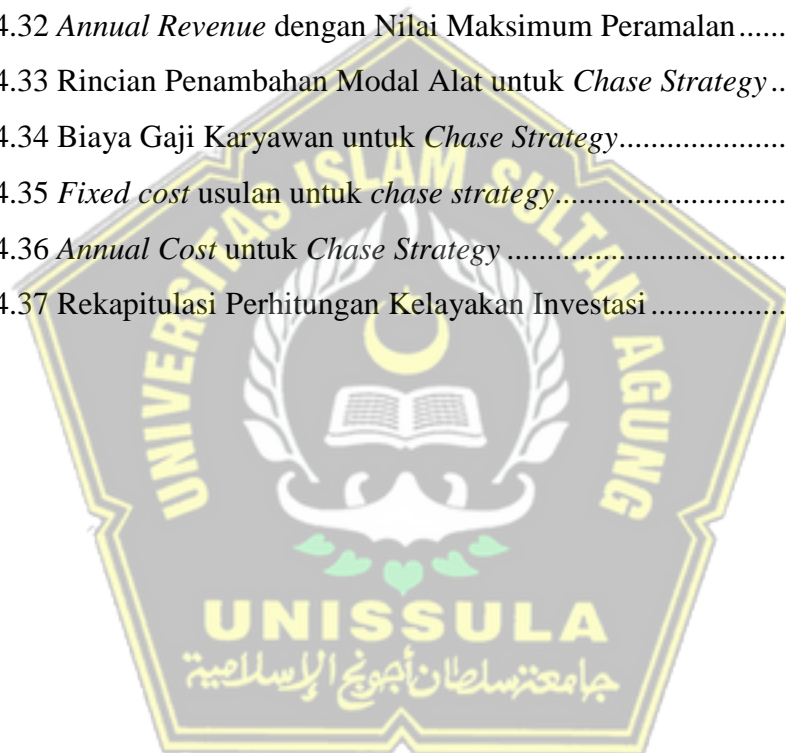 4.32 Annual Revenue dengan Nilai Maksimum Peramalan......
4.33 Rincian Penambahan Modal Alat untuk Chase Strategy..
4.34 Biaya Gaji Karyawan untuk Chase Strategy.....................
4.35 Fixed cost usulan untuk chase strategy.............................
4.36 Annual Cost untuk Chase Strategy...................................
4.37 Rekapitulasi Perhitungan Kelayakan Investasi.................
UNIVERSITAS ISLAM SULTAN AGUNG
UNISSULA
جامعة سلطان أجونج الإسلامية